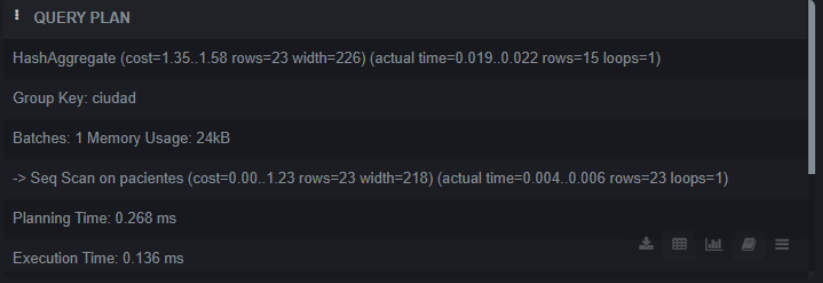 QUERY PLAN
HashAggregate (cost=1.35..1.58 rows=23 width=226) (actual time=0.019..0.022 rows=15 loops=1)
Group Key: ciudad
Batches: 1 Memory Usage: 24kB
-> Seq Scan on pacientes (cost=0.00..1.23 rows=23 width=218) (actual time=0.004..0.006 rows=23 loops=1)
Planning Time: 0.268 ms
Execution Time: 0.136 ms